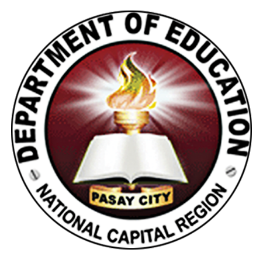 DEPARTMENT OF EDUCATION
PASAY CITY
NATIONAL CAPITAL REGION